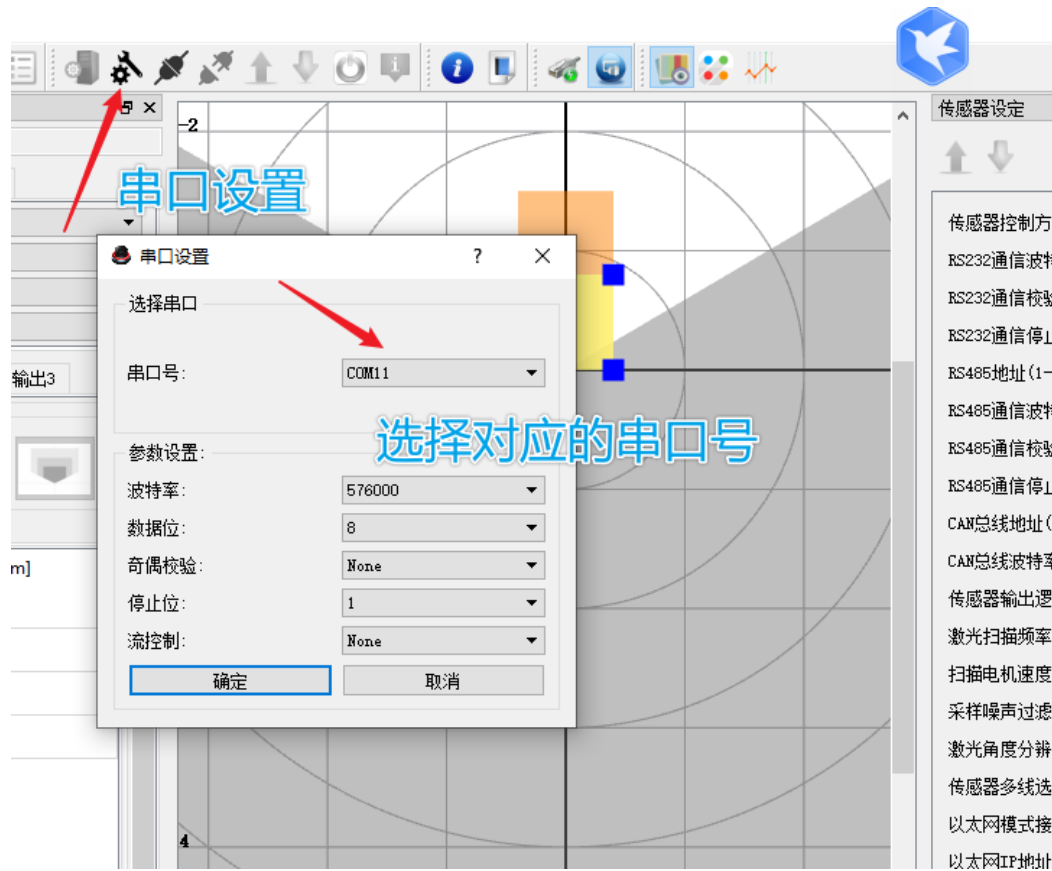 传感器设定
-2
串口设置
串口设置
?
选择串口
串口号:
COM11
选择对应的串口号
参数设置:
波特率:
576000
数据位:
8
奇偶校验:
None
停止位:
1
流控制:
None
确定
取消
输出3
m]
4
传感器控制方
RS232通信波特
RS232通信校验
RS232通信停止
RS485地址(1-
RS485通信波特
RS485通信校验
RS485通信停止
CAN总线地址(
CAN总线波特率
传感器输出逻
激光扫描频率
扫描电机速度
采样噪声过滤
激光角度分辨
传感器多线选
以太网模式接
以太网IP地址